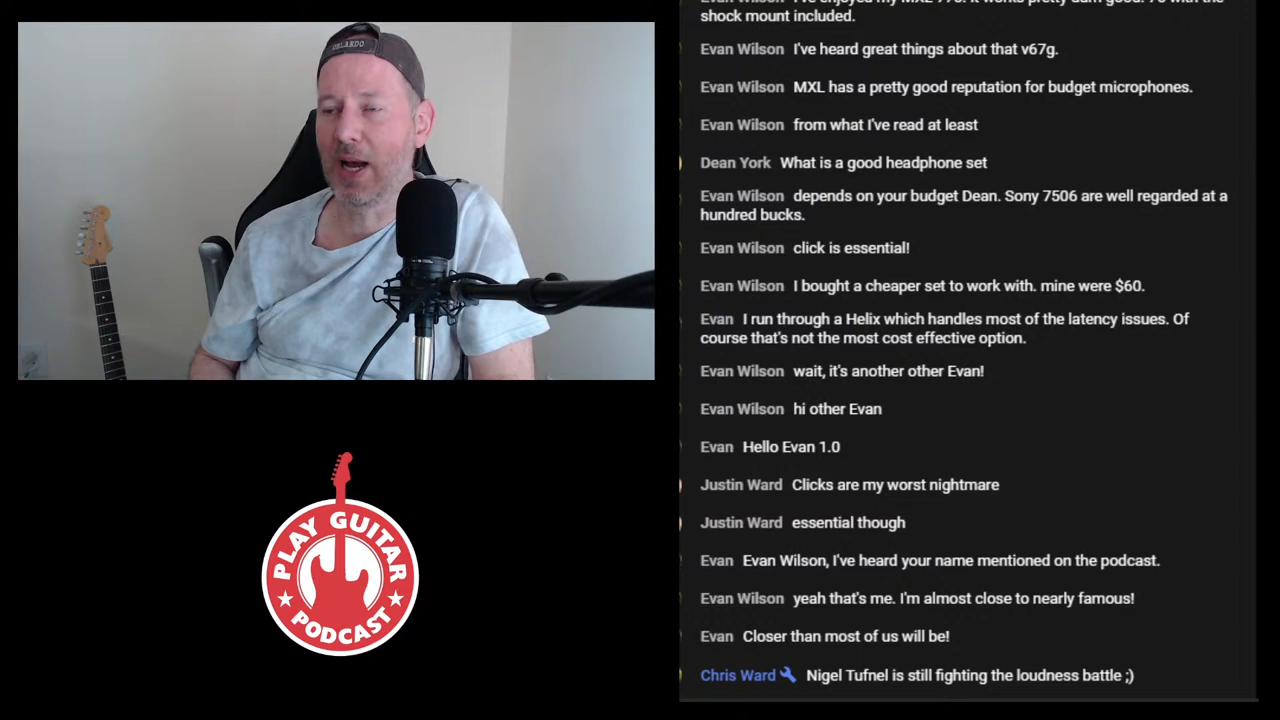 ORLANDO
PLAY GUITAR
PODCAST
shock mount included.
Evan Wilson I've heard great things about that v67g.
Evan Wilson MXL has a pretty good reputation for budget microphones.
Evan Wilson from what I've read at least
Dean York What is a good headphone set
Evan Wilson depends on your budget Dean. Sony 7506 are well regarded at a
hundred bucks.
Evan Wilson click is essential!
Evan Wilson I bought a cheaper set to work with. mine were $60.
Evan I run through a Helix which handles most of the latency issues. Of
course that's not the most cost effective option.
Evan Wilson wait, it's another other Evan!
Evan Wilson hi other Evan
Evan Hello Evan 1.0
Justin Ward Clicks are my worst nightmare
Justin Ward essential though
Evan Evan Wilson, I've heard your name mentioned on the podcast.
Evan Wilson yeah that's me. I'm almost close to nearly famous!
Evan Closer than most of us will be!
Chris Ward Nigel Tufnel is still fighting the loudness battle ;)